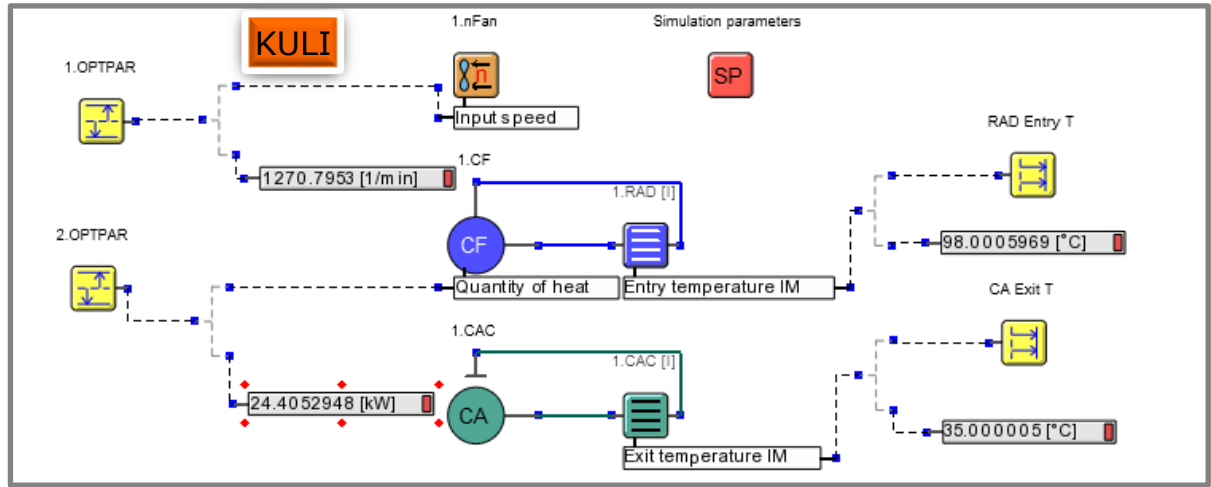 KULI
1.nFan
Simulation parameters
1.OPTPAR
n
SP
Input speed
RAD Entry T
1270.7953 [1/min]
1.CF
1.RAD [I]
2.OPTPAR
CF
98.0005969 [°C]
Quantity of heat
Entry temperature IM
CA Exit T
1.CAC
1.CAC [I]
24.4052948 [kW]
CA
35.000005 [°C]
Exit temperature IM